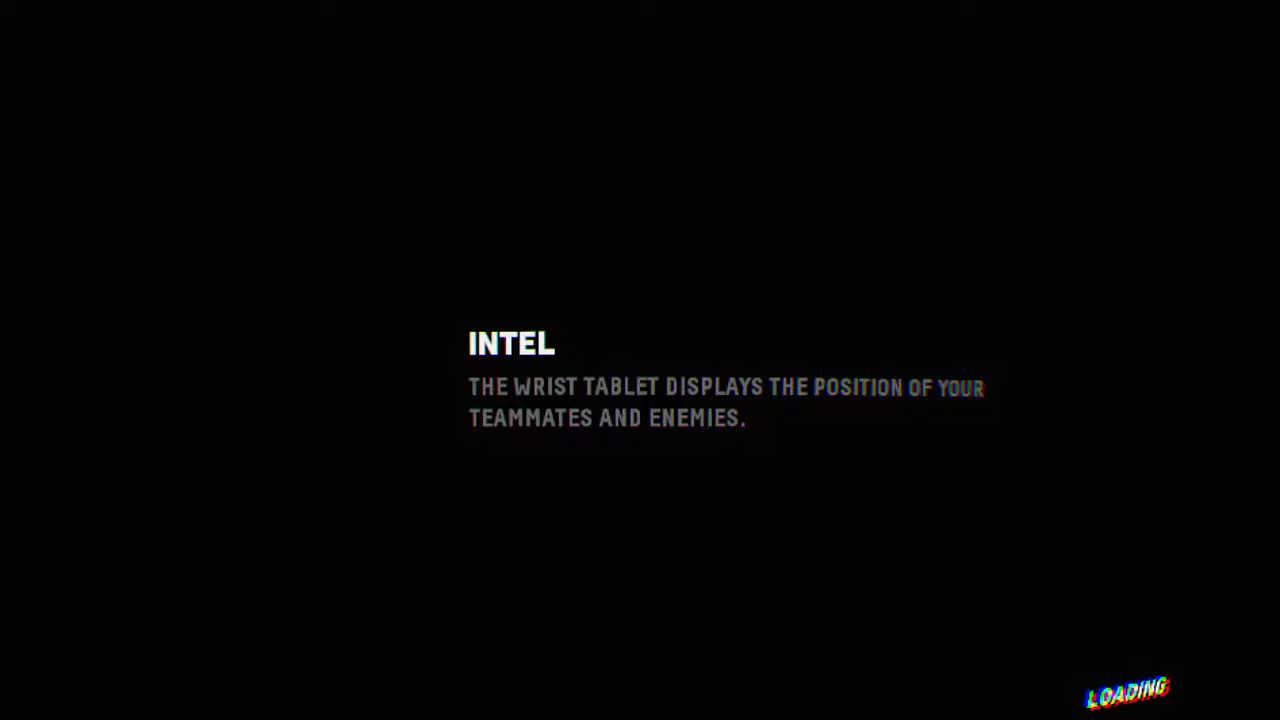 INTEL
THE WRIST TABLET DISPLAYS THE POSITION OF YOUR
TEAMMATES AND ENEMIES.
LOADING